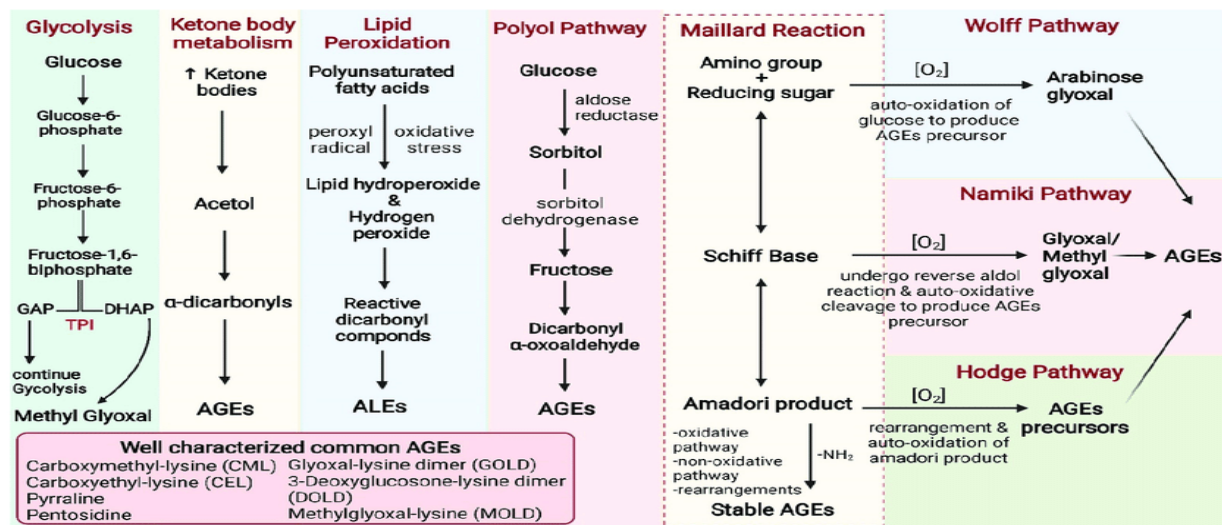 Glycolysis
Glucose
Glucose-6-
phosphate
Fructose-6-
phosphate
Fructose-1,6-
biphosphate
GAP
DHAP
TPI
continue
Gycolysis
Methyl Glyoxal
Ketone body
metabolism
↑ Ketone
bodies
Acetol
α-dicarbonyls
AGEs
Lipid
Peroxidation
Polyunsaturated
fatty acids
peroxyl
radical
oxidative
stress
Lipid hydroperoxide
&
Hydrogen
peroxide
Reactive
dicarbonyl
componds
ALEs
Polyol Pathway
Glucose
aldose
reductase
Sorbitol
sorbitol
dehydrogenase
Fructose
Dicarbonyl
α-oxoaldehyde
AGEs
Well characterized common AGEs
Carboxymethyl-lysine (CML)
Carboxyethyl-lysine (CEL)
Pyrraline
Pentosidine
Glyoxal-lysine dimer (GOLD)
3-Deoxyglucosone-lysine dimer
(DOLD)
Methylglyoxal-lysine (MOLD)
Maillard Reaction
Amino group
+
Reducing sugar
Schiff Base
Amadori product
-oxidative
pathway
-non-oxidative
pathway
-rearrangements
-NH₂
Stable AGEs
Wolff Pathway
[O₂]
auto-oxidation of
glucose to produce
AGEs precursor
Arabinose
glyoxal
Namiki Pathway
[O₂]
undergo reverse aldol
reaction & auto-oxidative
cleavage to produce AGEs
precursor
Glyoxal/
Methyl
glyoxal
AGEs
Hodge Pathway
[O₂]
rearrangement &
auto-oxidation of
amadori product
AGEs
precursors